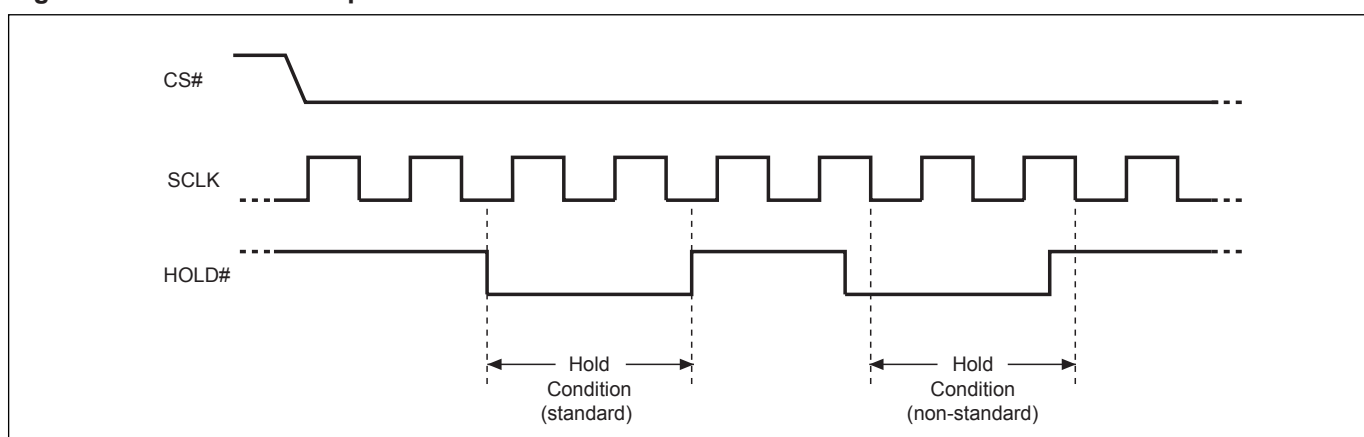 CS#
SCLK
HOLD#
Hold
Condition
(standard)
Hold
Condition
(non-standard)